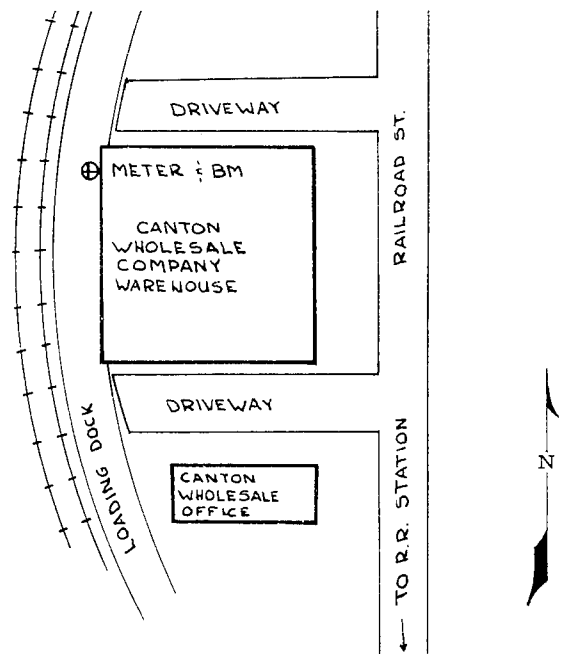 DRIVEWAY
RAILROAD ST.
METER & BM
CANTON
WHOLESALE
COMPANY
WAREHOUSE
DRIVEWAY
LOADING DOCK
CANTON
WHOLESALE
OFFICE
TO R.R. STATION
N